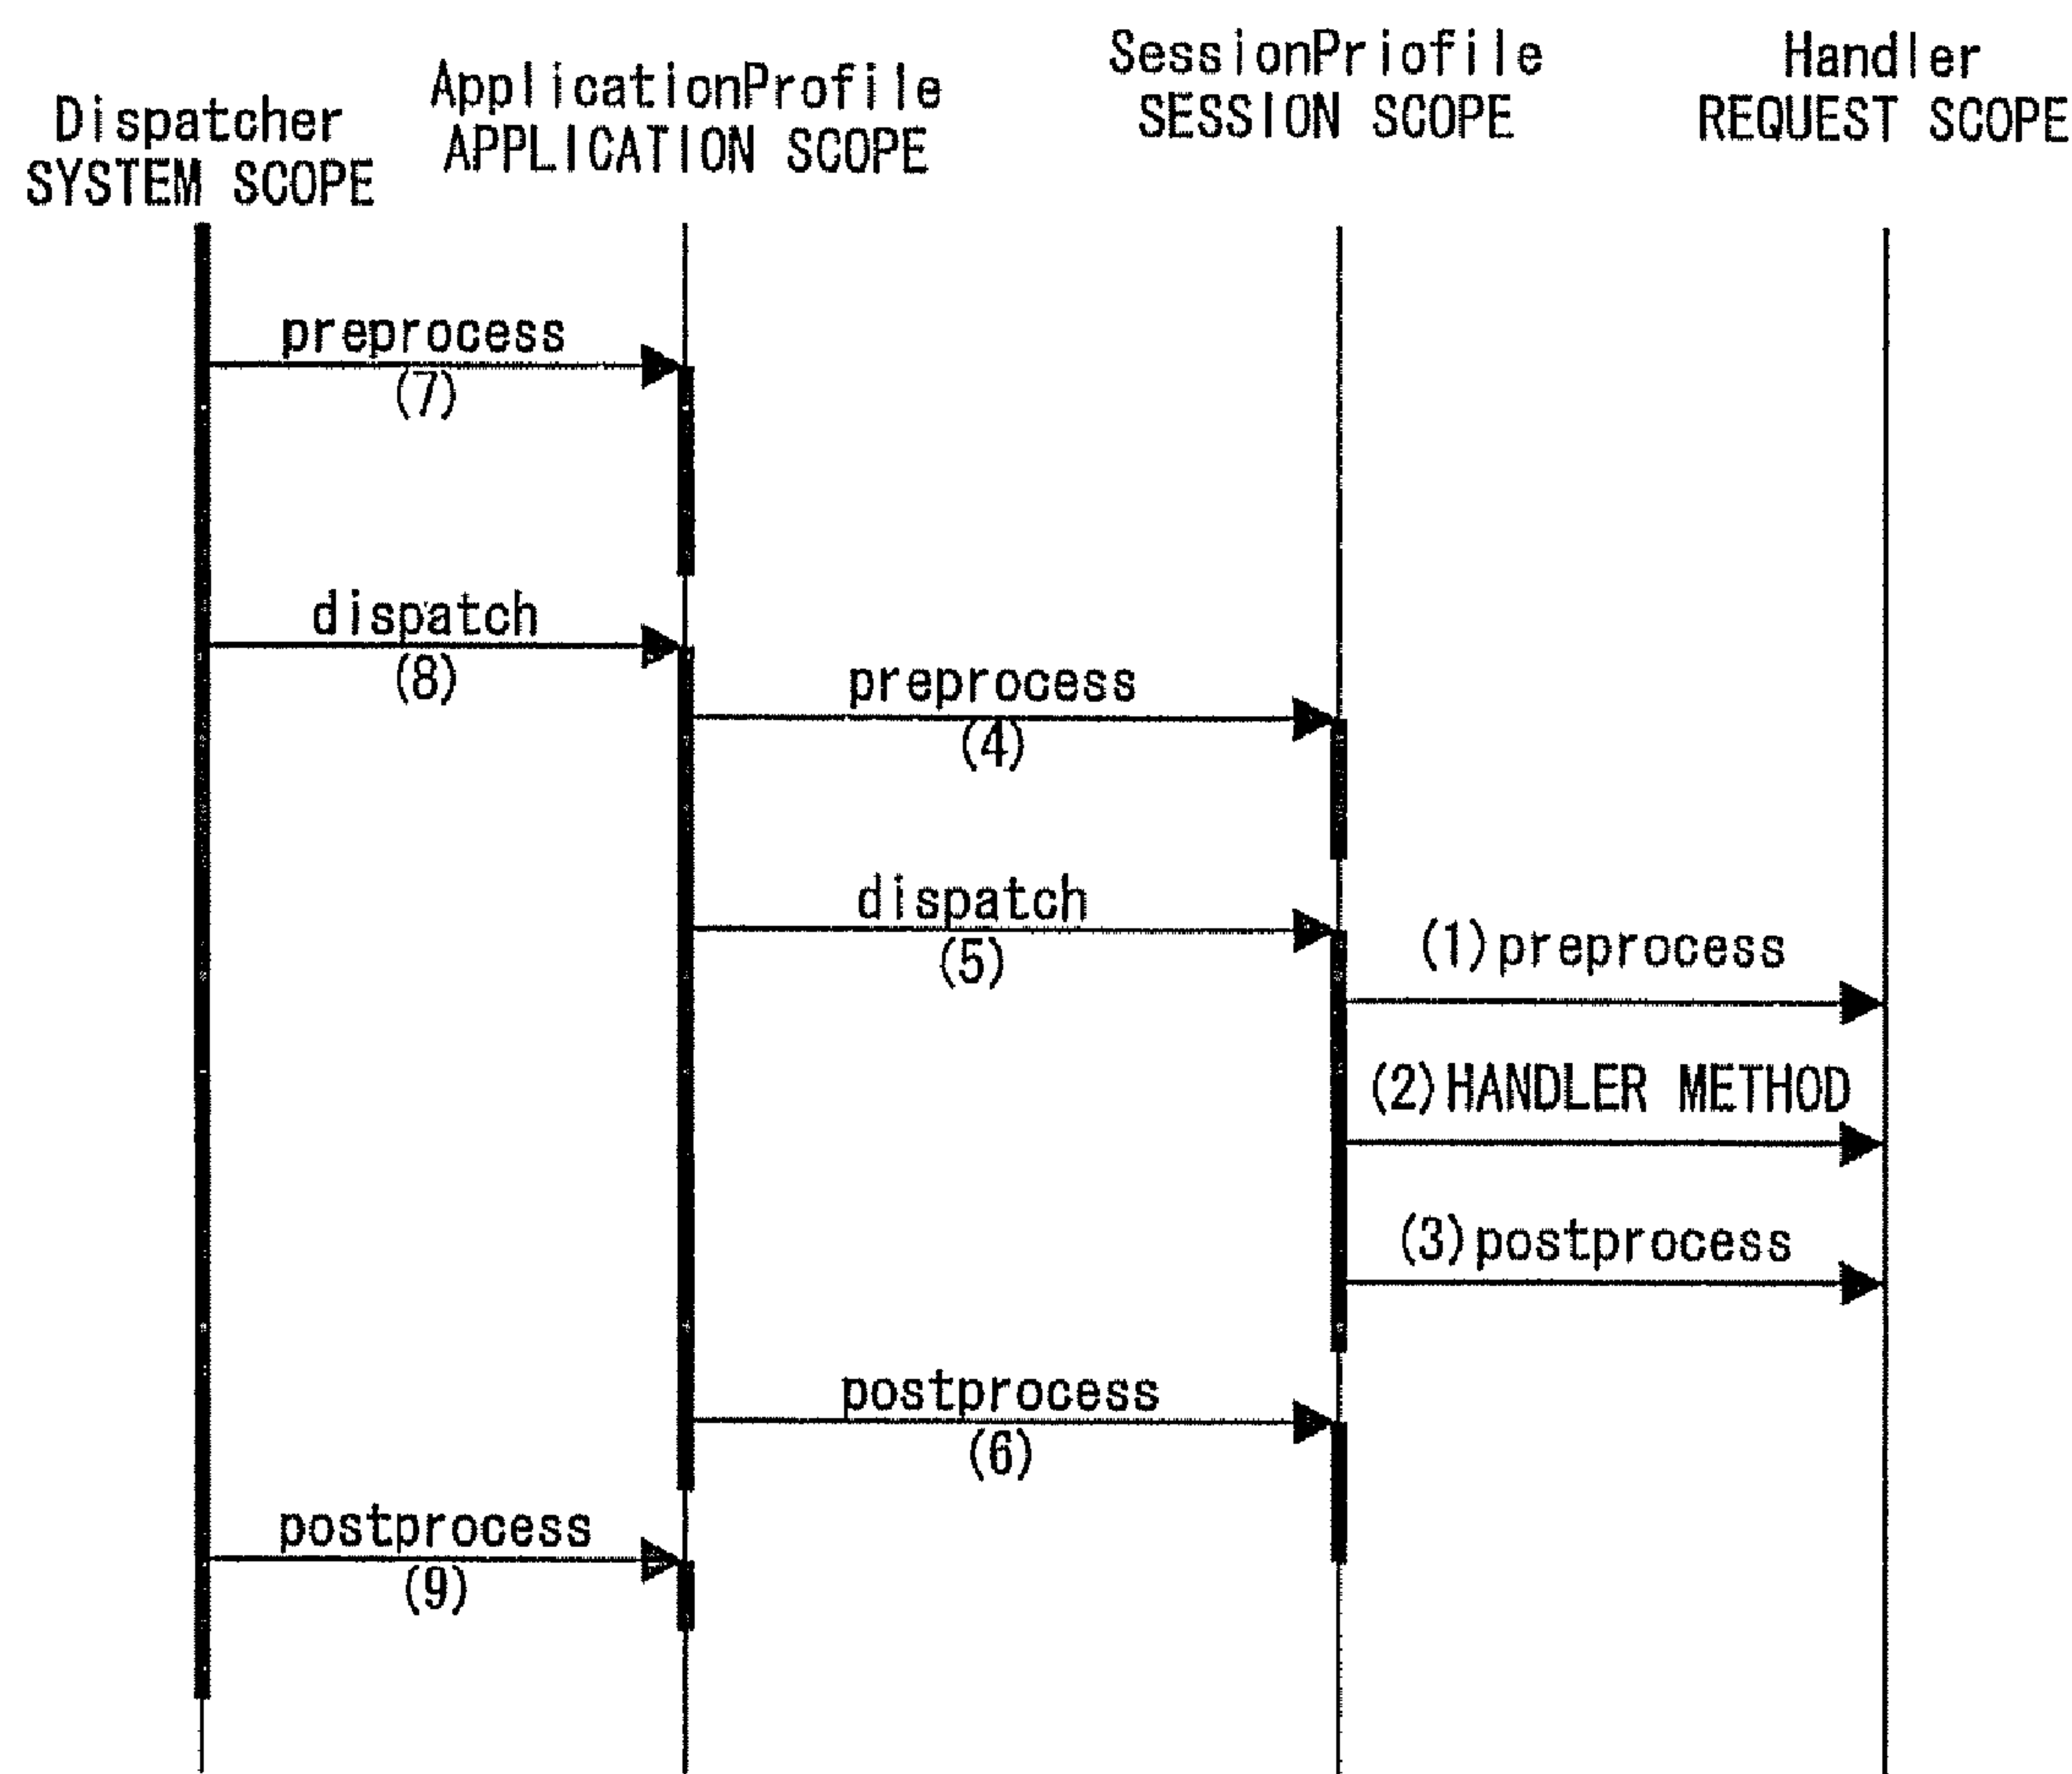 Dispatcher
SYSTEM SCOPE
ApplicationProfile
APPLICATION SCOPE
SessionPriofile
SESSION SCOPE
Handler
REQUEST SCOPE
preprocess
(7)
dispatch
(8)
preprocess
(4)
dispatch
(5)
(1)preprocess
(2)HANDLER METHOD
(3)postprocess
postprocess
(6)
postprocess
(9)